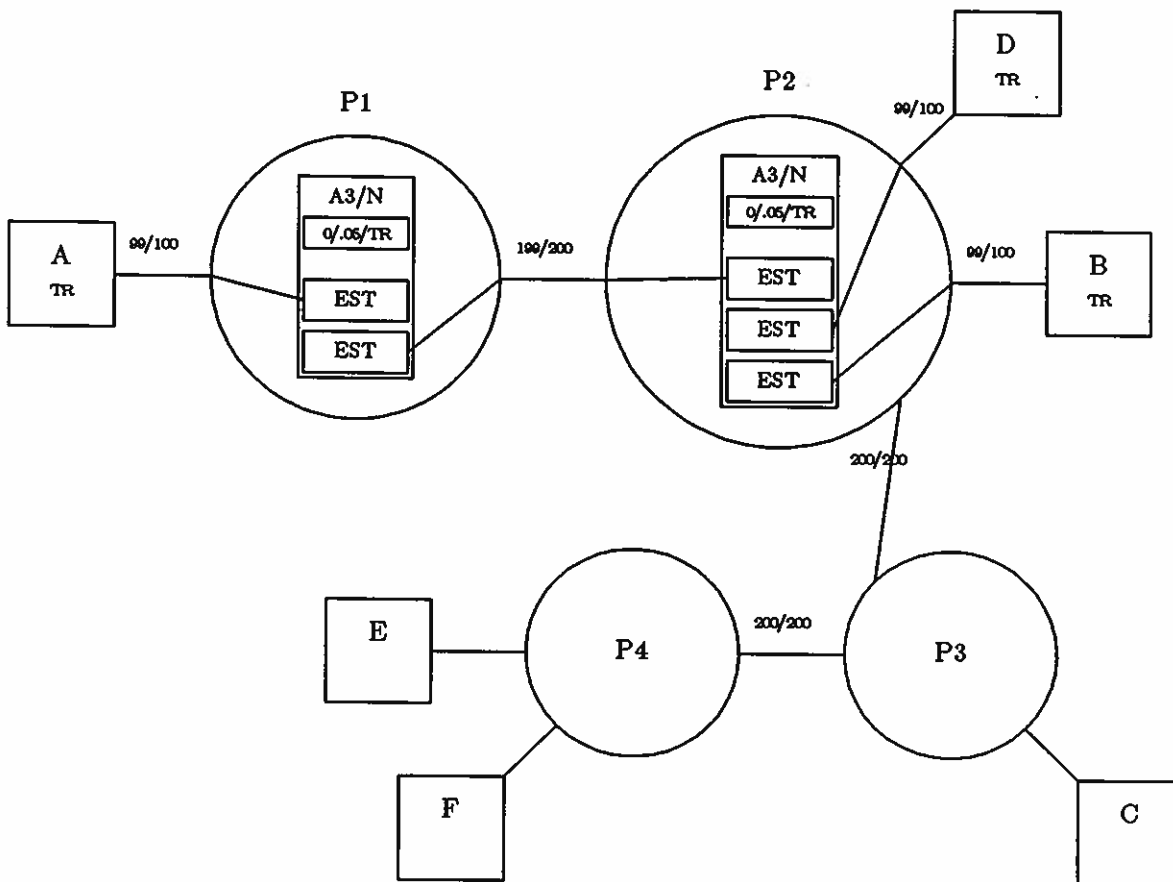 D
TR
P1
P2
99/100
A3/N
0/.05/TR
EST
EST
A3/N
0/.05/TR
EST
EST
EST
A
TR
99/100
199/200
99/100
B
TR
200/200
E
P4
200/200
P3
F
C